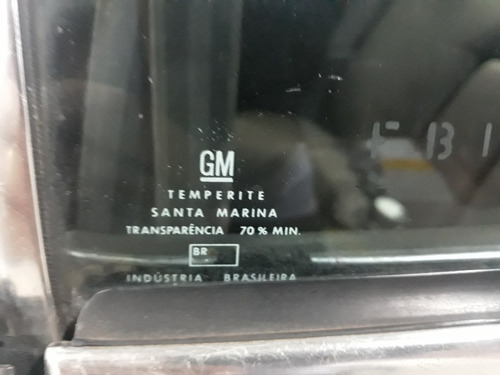 GM
TEMPERITE
SANTA MARINA
TRANSPARÊNCIA 70% MIN.
BR
INDÚSTRIA BRASILEIRA